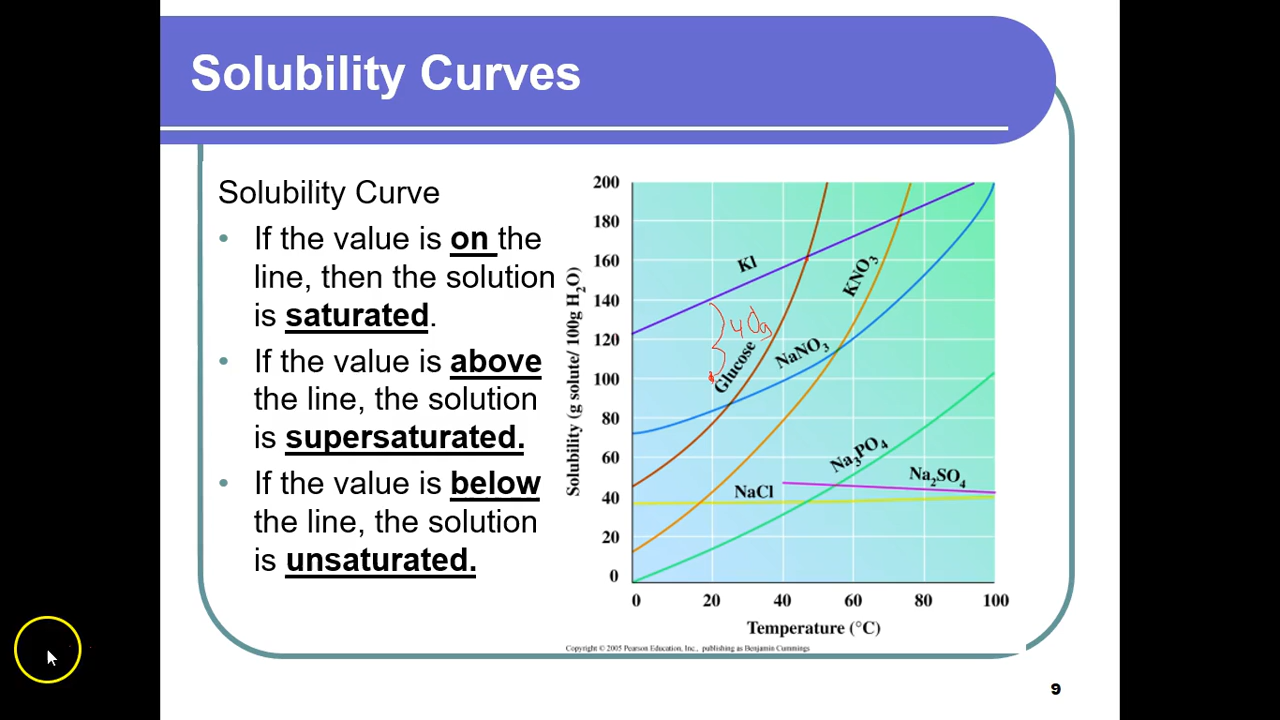 Solubility Curves
Solubility Curve
• If the value is on the
line, then the solution
is saturated.
• If the value is above
the line, the solution
is supersaturated.
• If the value is below
the line, the solution
is unsaturated.
Solubility (g solute/ 100g H₂O)
200
180
160
140
120
100
80
60
40
20
0
KI
KNO₃
40g
Glucose
NaNO₃
Na₃PO₄
Na₂SO₄
NaCl
0 20 40 60 80 100
Temperature (°C)
Copyright © 2005 Pearson Education, Inc., publishing as Benjamin Cummings
9